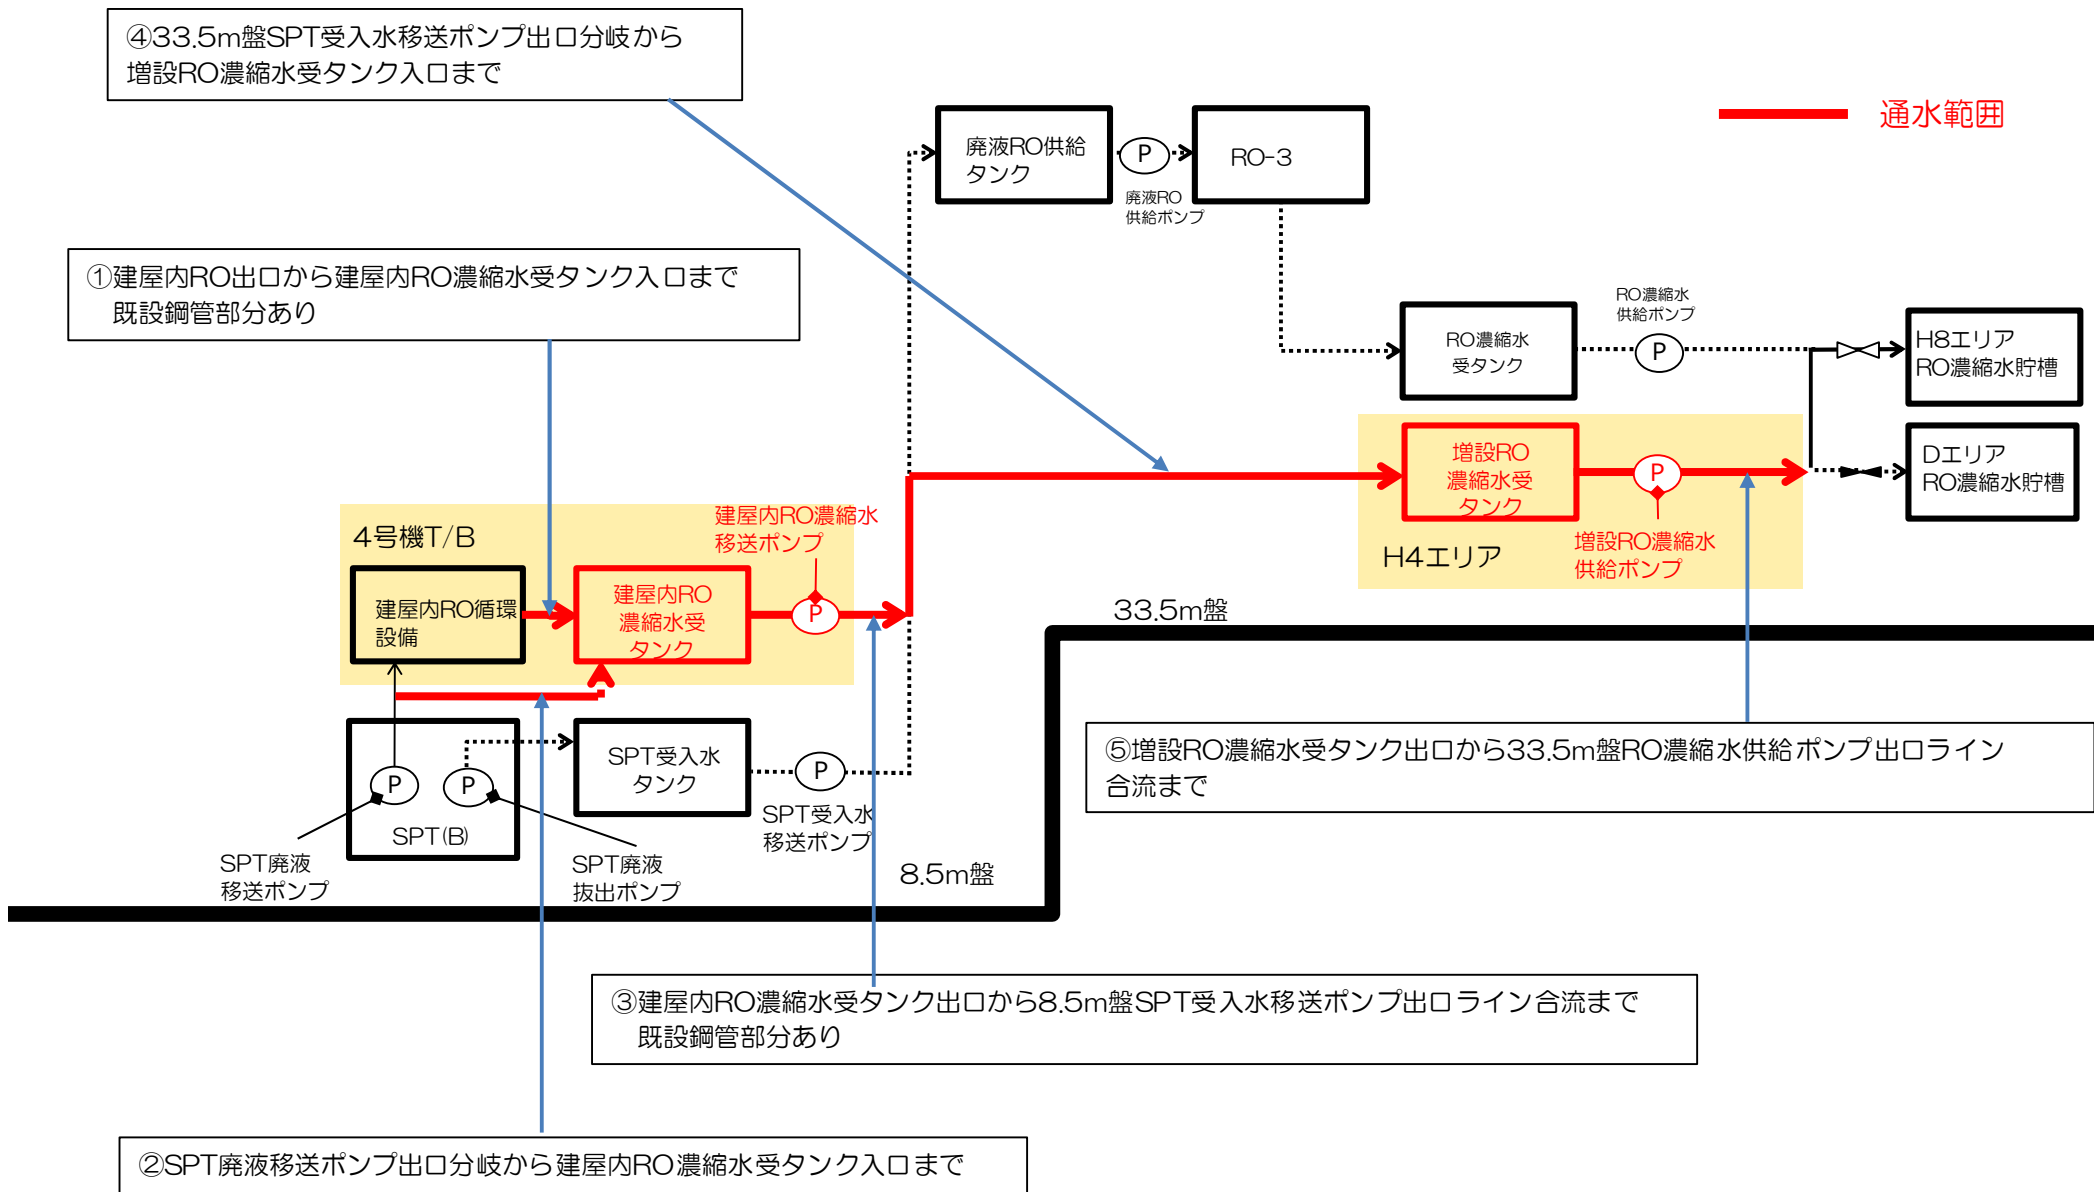 ④33.5m盤SPT受入水移送ポンプ出口分岐から
増設RO濃縮水受タンク入口まで
通水範囲
廃液RO供給
タンク
P
廃液RO
供給ポンプ
RO-3
①建屋内RO出口から建屋内RO濃縮水受タンク入口まで
既設鋼管部分あり
RO濃縮水
受タンク
RO濃縮水
供給ポンプ
P
H8エリア
RO濃縮水貯槽
増設RO
濃縮水受
タンク
P
増設RO濃縮水
供給ポンプ
H4エリア
Dエリア
RO濃縮水貯槽
4号機T/B
建屋内RO循環
設備
建屋内RO
濃縮水受
タンク
建屋内RO濃縮水
移送ポンプ
P
33.5m盤
P
P
SPT(B)
SPT廃液
移送ポンプ
SPT廃液
抜出ポンプ
SPT受入水
タンク
P
SPT受入水
移送ポンプ
8.5m盤
⑤増設RO濃縮水受タンク出口から33.5m盤RO濃縮水供給ポンプ出口ライン
合流まで
③建屋内RO濃縮水受タンク出口から8.5m盤SPT受入水移送ポンプ出口ライン合流まで
既設鋼管部分あり
②SPT廃液移送ポンプ出口分岐から建屋内RO濃縮水受タンク入口まで